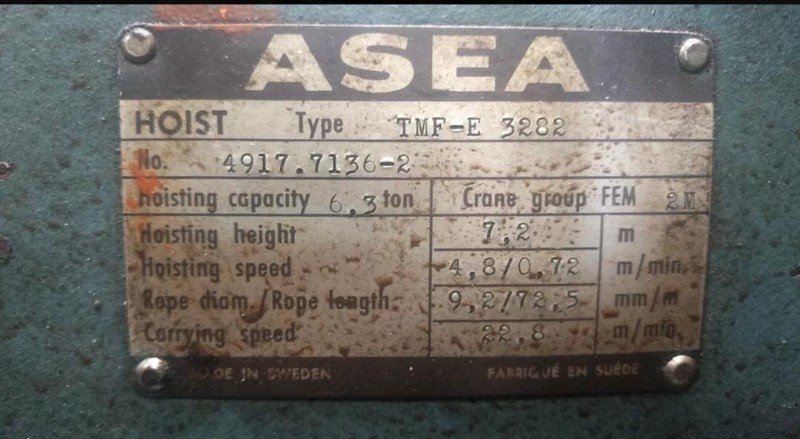 ASEA
HOIST Type TMF-E 3282
No. 4917.7136-2
Hoisting capacity 6,3 ton Crane group FEM 2M
Hoisting height 7,2 m
Hoisting speed 4,8/0,72 m/min.
Rope diam./Rope length. 9,2/72,5 mm/m
Carrying speed 22,8 m/min.
MADE IN SWEDEN FABRIQUÉ EN SUÈDE